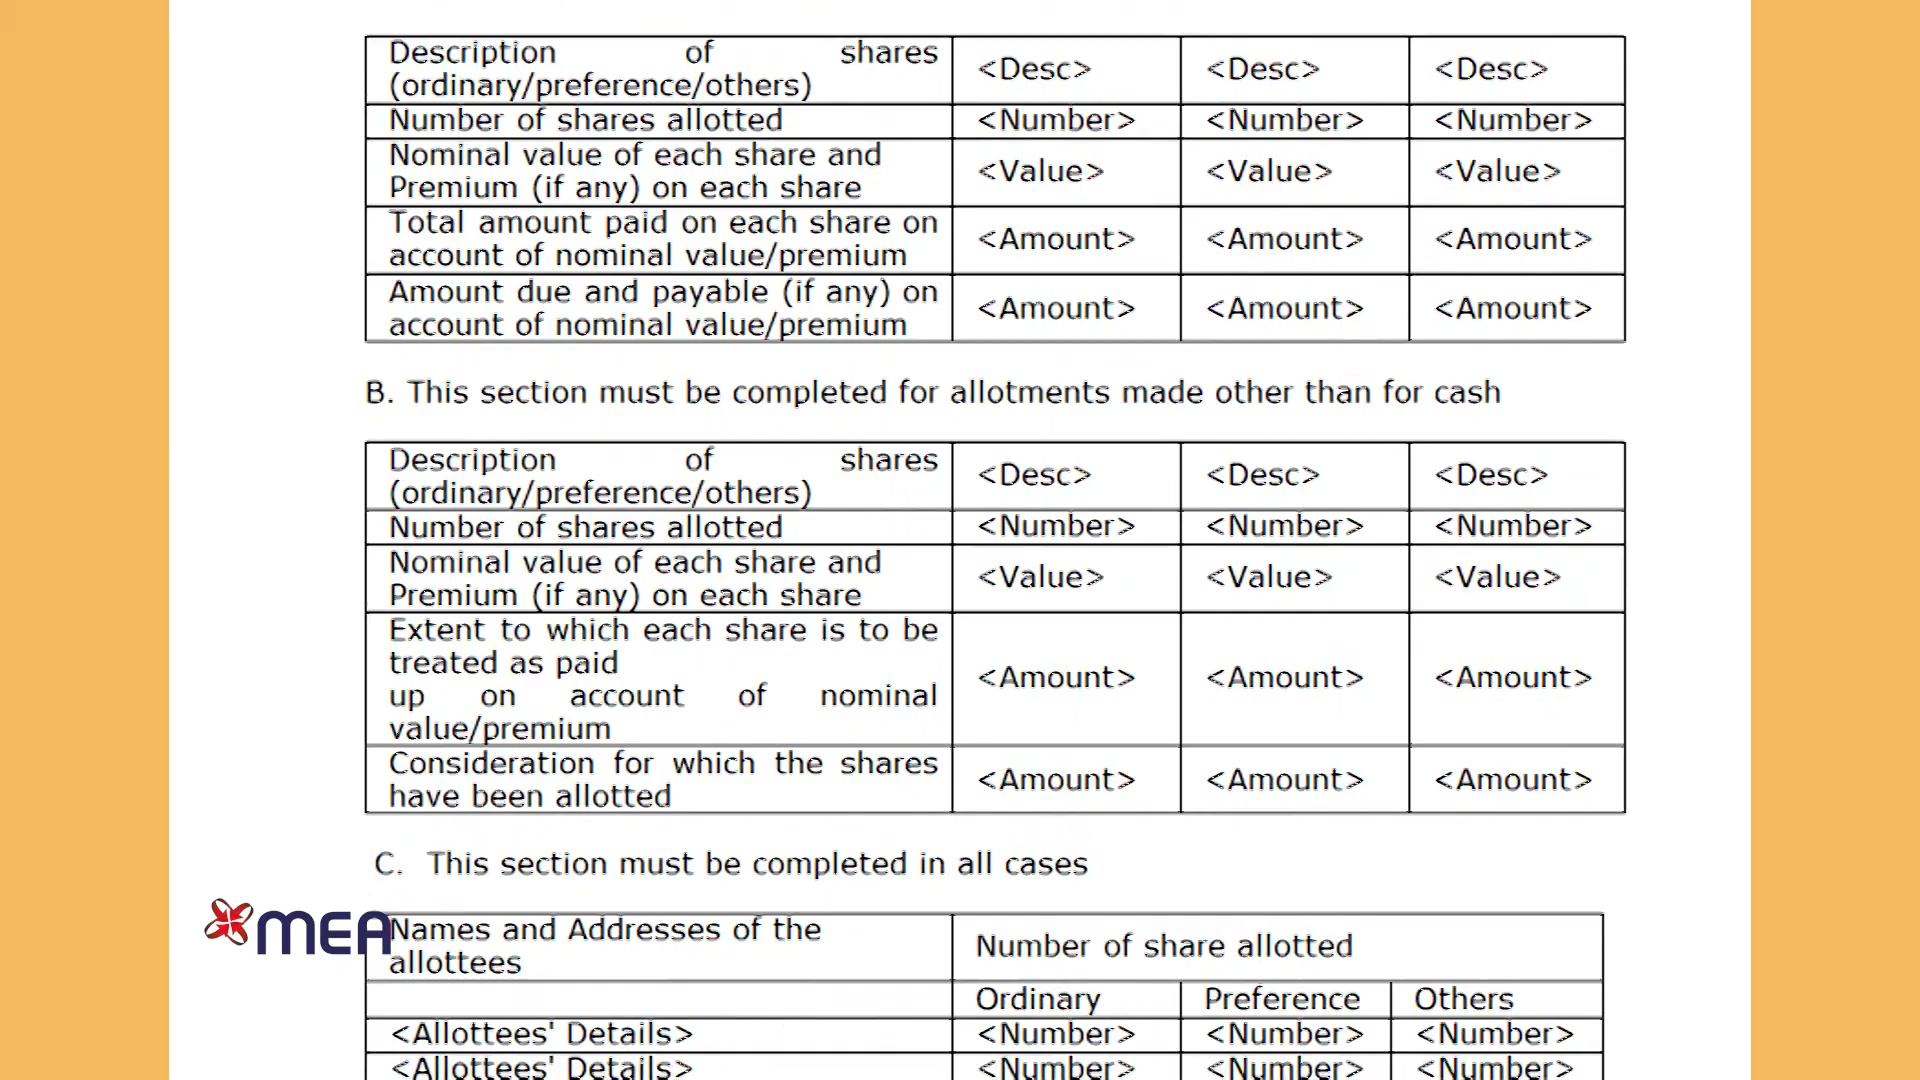 Description of shares <Desc> <Desc> <Desc>
(ordinary/preference/others)
Number of shares allotted <Number> <Number> <Number>
Nominal value of each share and <Value> <Value> <Value>
Premium (if any) on each share
Total amount paid on each share on <Amount> <Amount> <Amount>
account of nominal value/premium
Amount due and payable (if any) on <Amount> <Amount> <Amount>
account of nominal value/premium
B. This section must be completed for allotments made other than for cash
Description of shares <Desc> <Desc> <Desc>
(ordinary/preference/others)
Number of shares allotted <Number> <Number> <Number>
Nominal value of each share and <Value> <Value> <Value>
Premium (if any) on each share
Extent to which each share is to be
treated as paid <Amount> <Amount> <Amount>
up on account of nominal
value/premium
Consideration for which the shares <Amount> <Amount> <Amount>
have been allotted
C. This section must be completed in all cases
MEA
Names and Addresses of the Number of share allotted
allottees
Ordinary Preference Others
<Allottees' Details> <Number> <Number> <Number>
<Allottees' Details> <Number> <Number> <Number>